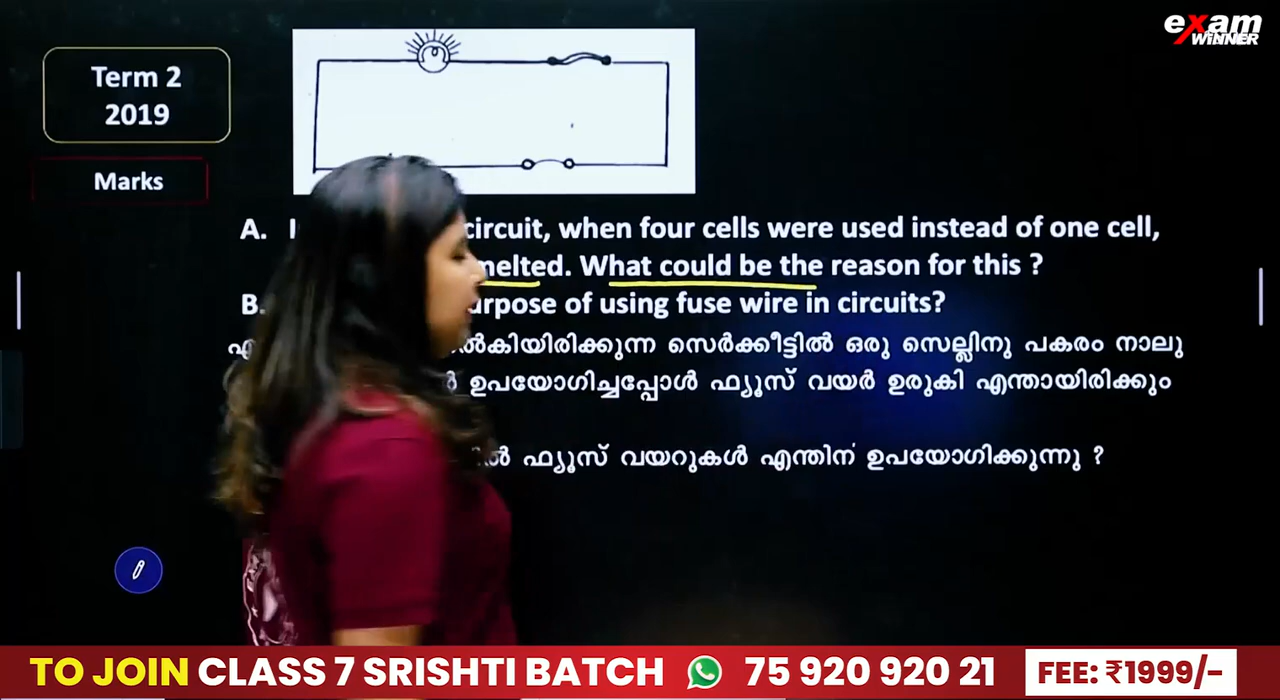 exam
WINNER
Term 2
2019
Marks
A. circuit, when four cells were used instead of one cell,
melted. What could be the reason for this ?
B. purpose of using fuse wire in circuits?
സെർക്കീട്ടിൽ ഒരു സെല്ലിനു പകരം നാലു
ഉപയോഗിച്ചപ്പോൾ ഫ്യൂസ് വയർ ഉരുകി എന്തായിരിക്കും
ഫ്യൂസ് വയറുകൾ എന്തിന് ഉപയോഗിക്കുന്നു ?
TO JOIN CLASS 7 SRISHTI BATCH 75 920 920 21 FEE: ₹1999/-